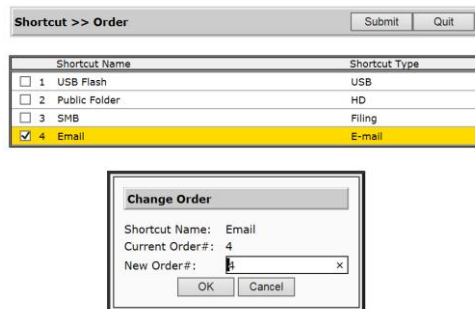 Shortcut >> Order Submit Quit
Shortcut Name Shortcut Type
1 USB Flash USB
2 Public Folder HD
3 SMB Filing
4 Email E-mail
Change Order
Shortcut Name: Email
Current Order#: 4
New Order#: 4 ×
OK Cancel